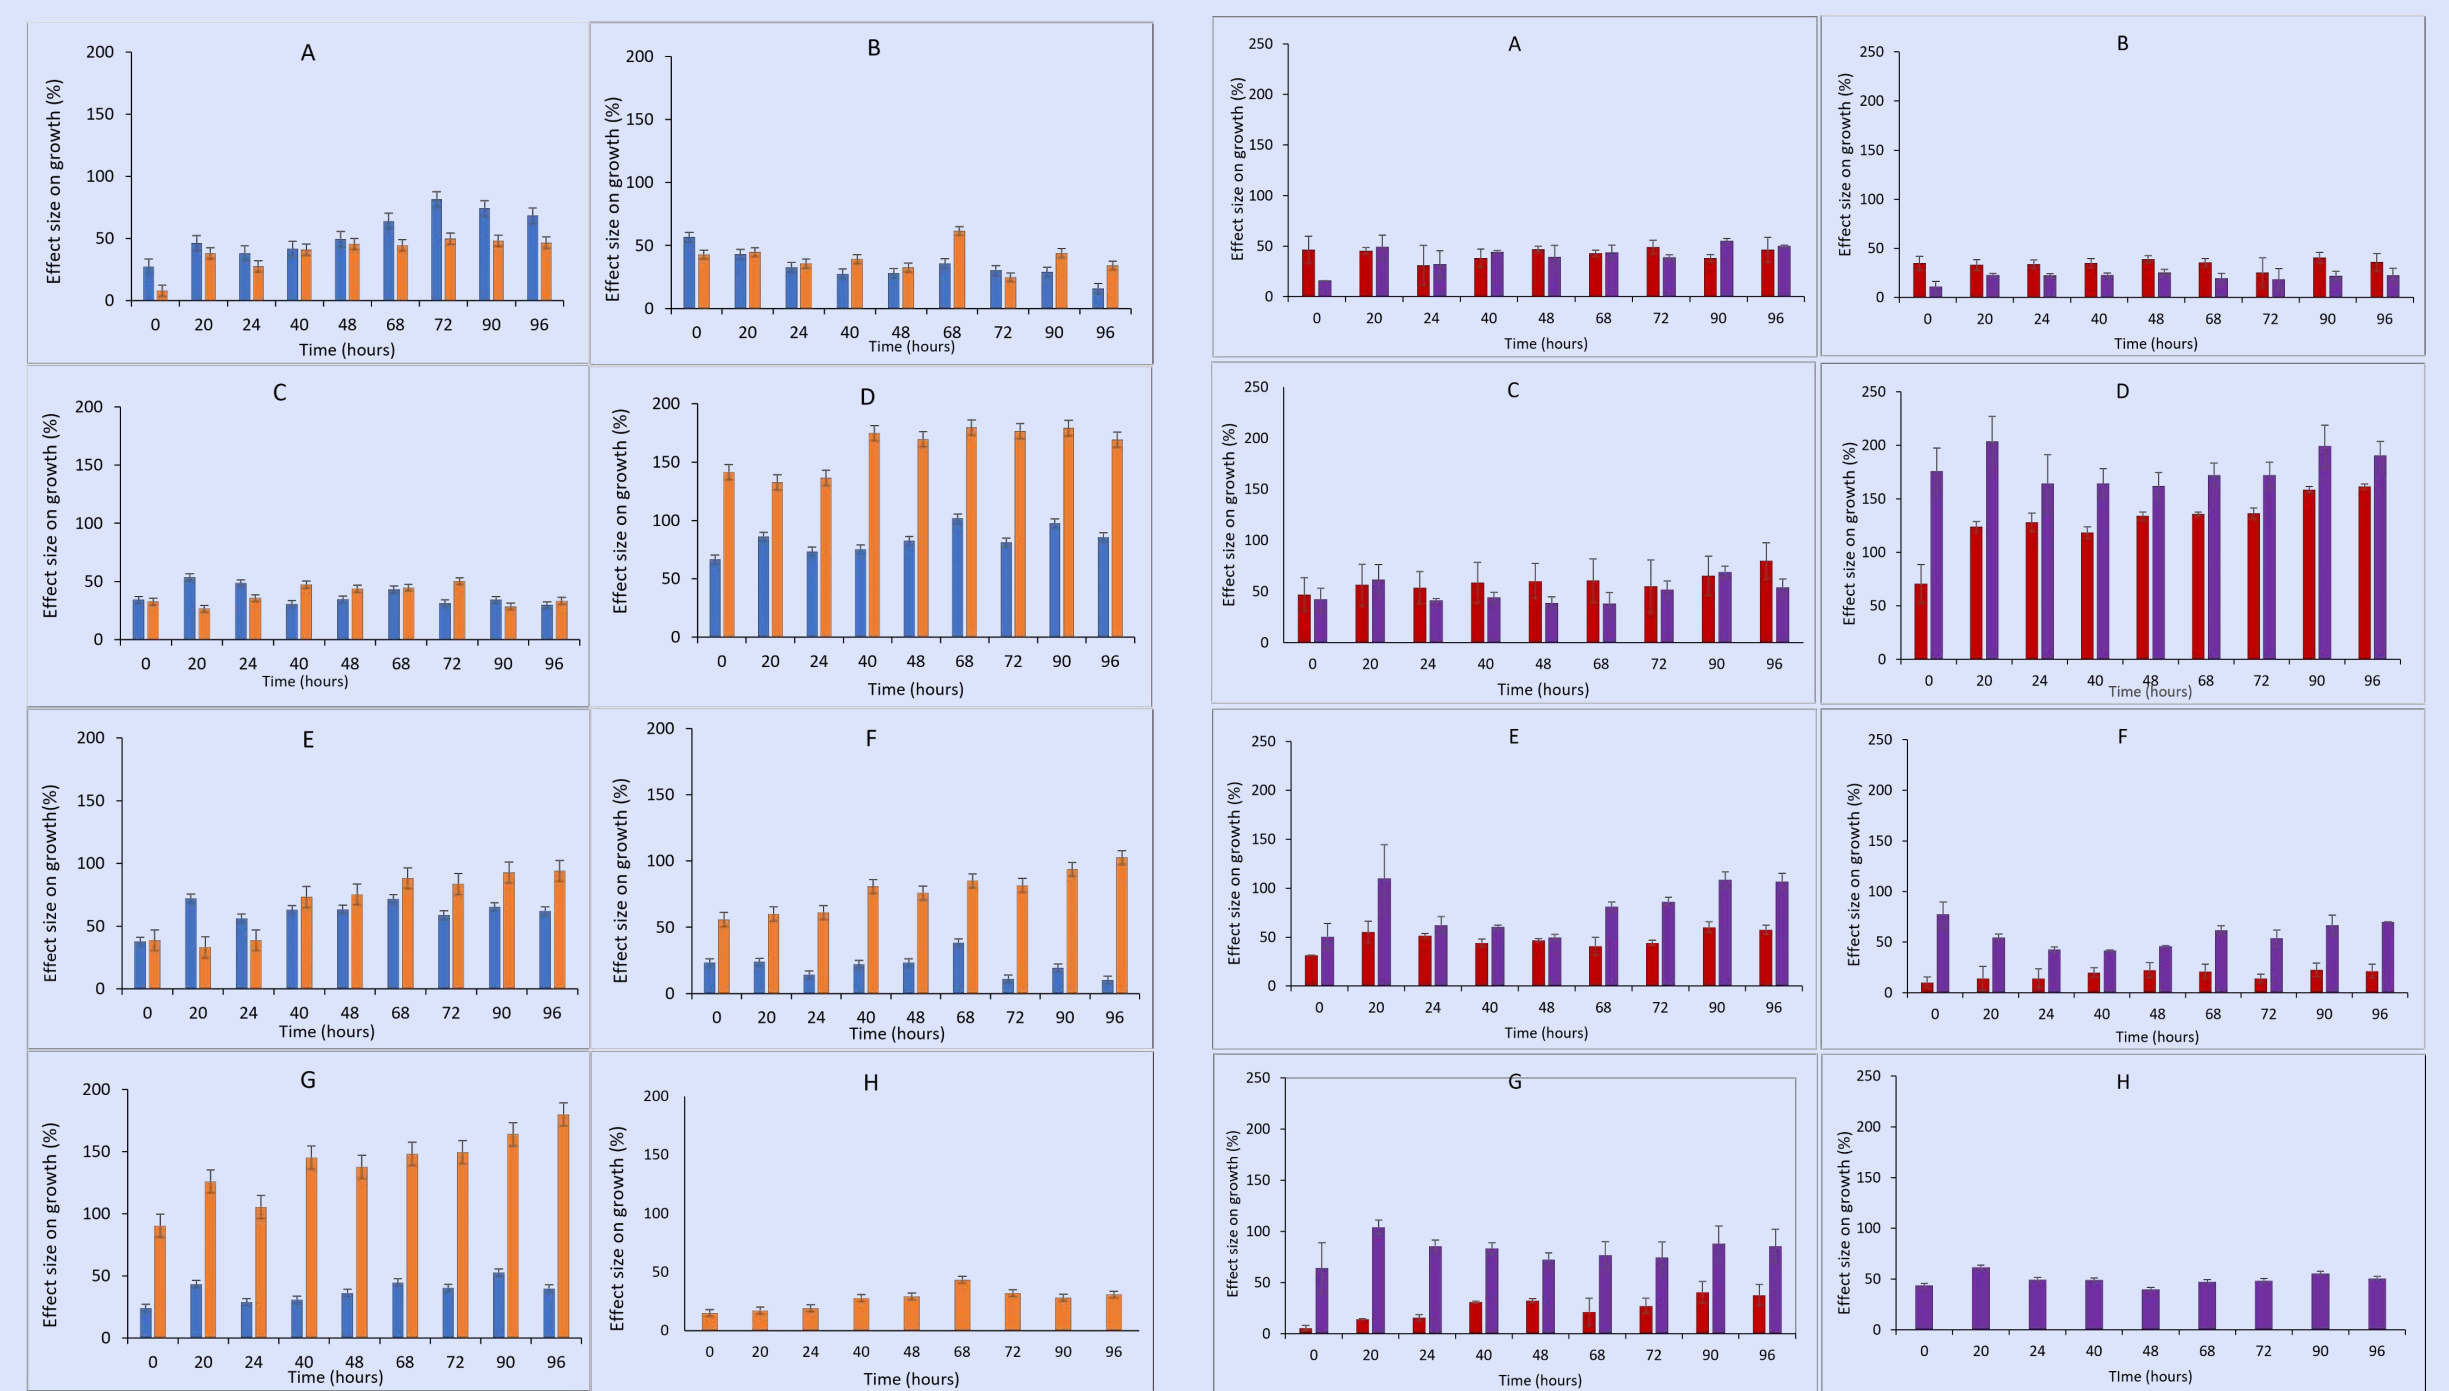 A
Effect size on growth (%)
200
150
100
50
0
0 20 24 40 48 68 72 90 96
Time (hours)
B
Effect size on growth (%)
200
150
100
50
0
0 20 24 40 48 68 72 90 96
Time (hours)
C
Effect size on growth (%)
200
150
100
50
0
0 20 24 40 48 68 72 90 96
Time (hours)
D
Effect size on growth (%)
200
150
100
50
0
0 20 24 40 48 68 72 90 96
Time (hours)
E
Effect size on growth(%)
200
150
100
50
0
0 20 24 40 48 68 72 90 96
Time (hours)
F
Effect size on growth (%)
200
150
100
50
0
0 20 24 40 48 68 72 90 96
Time (hours)
G
Effect size on growth (%)
200
150
100
50
0
0 20 24 40 48 68 72 90 96
Time (hours)
H
Effect size on growth (%)
200
150
100
50
0
0 20 24 40 48 68 72 90 96
Time (hours)
A
Effect size on growth (%)
250
200
150
100
50
0
0 20 24 40 48 68 72 90 96
Time (hours)
B
Effect size on growth (%)
250
200
150
100
50
0
0 20 24 40 48 68 72 90 96
Time (hours)
C
Effect size on growth (%)
250
200
150
100
50
0
0 20 24 40 48 68 72 90 96
Time (hours)
D
Effect size on growth (%)
250
200
150
100
50
0
0 20 24 40 48 68 72 90 96
Time (hours)
E
Effect size on growth (%)
250
200
150
100
50
0
0 20 24 40 48 68 72 90 96
Time (hours)
F
Effect size on growth (%)
250
200
150
100
50
0
0 20 24 40 48 68 72 90 96
Time (hours)
G
Effect size on growth (%)
250
200
150
100
50
0
0 20 24 40 48 68 72 90 96
Time (hours)
H
Effect size on growth (%)
250
200
150
100
50
0
0 20 24 40 48 68 72 90 96
TIme (hours)